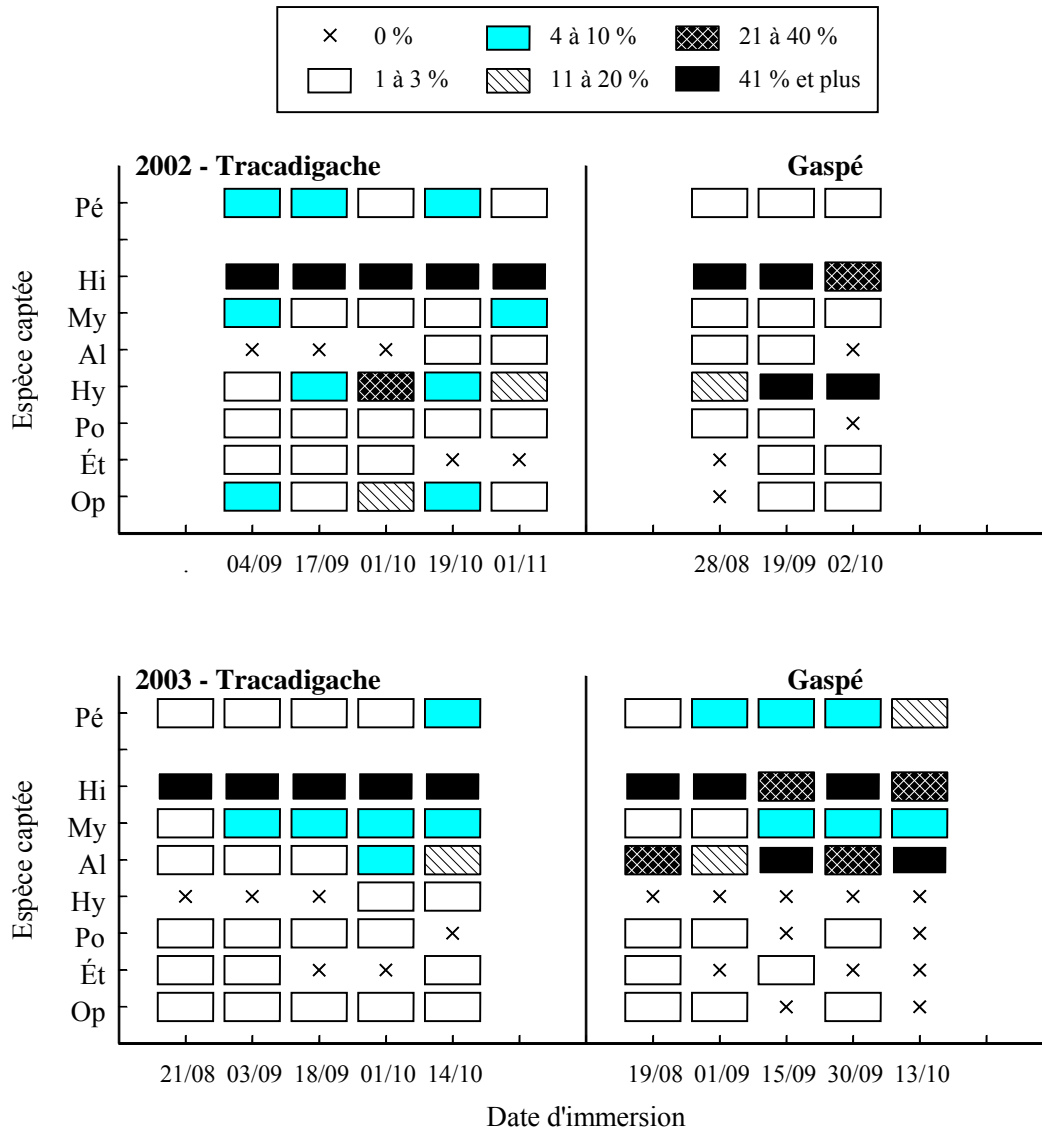 0 % 4 à 10 % 21 à 40 %
1 à 3 % 11 à 20 % 41 % et plus
2002 - Tracadigache Gaspé
Espèce captée
Pé
Hi
My
Al
Hy
Po
Ét
Op
. 04/09 17/09 01/10 19/10 01/11 28/08 19/09 02/10
2003 - Tracadigache Gaspé
Espèce captée
Pé
Hi
My
Al
Hy
Po
Ét
Op
21/08 03/09 18/09 01/10 14/10 19/08 01/09 15/09 30/09 13/10
Date d'immersion